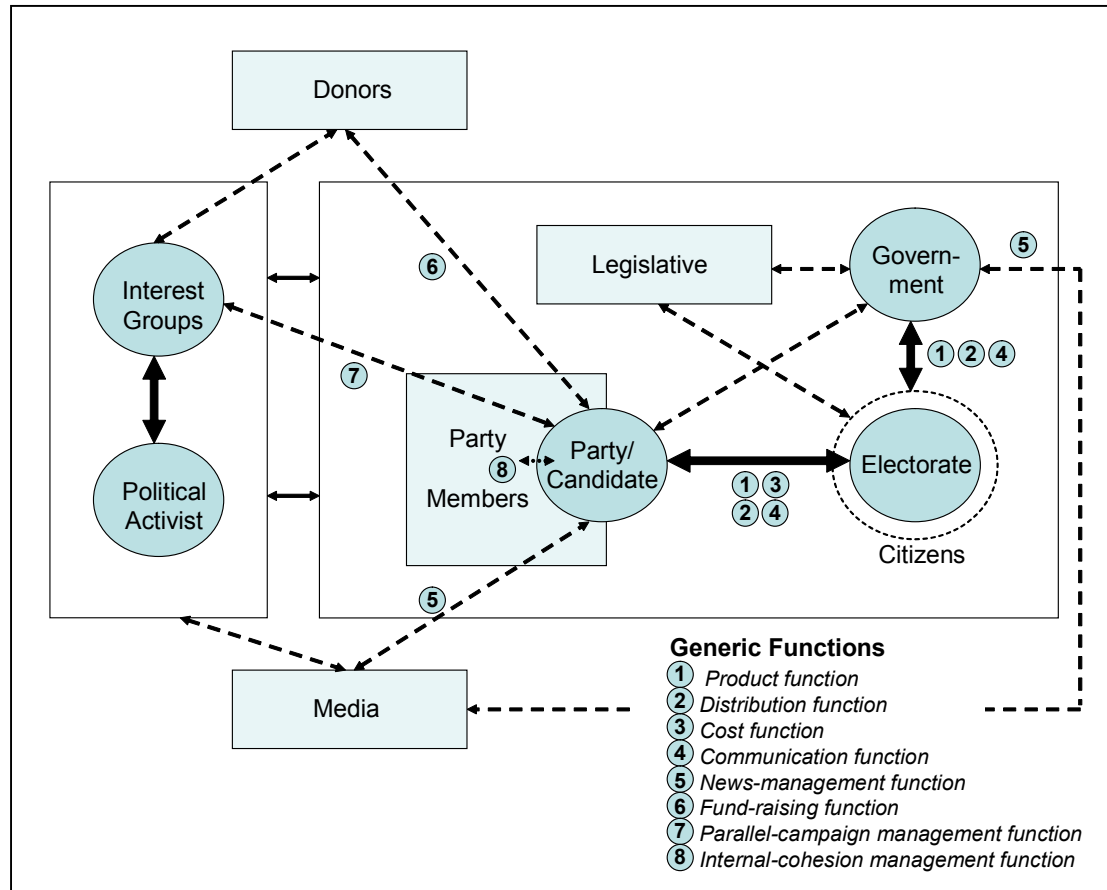 Donors
6
5
Legislative
Govern-
ment
Interest
Groups
1 2 4
7
Party
8
Members
Party/
Candidate
Electorate
Political
Activist
1 3
2 4
Citizens
5
Media
Generic Functions
1 Product function
2 Distribution function
3 Cost function
4 Communication function
5 News-management function
6 Fund-raising function
7 Parallel-campaign management function
8 Internal-cohesion management function